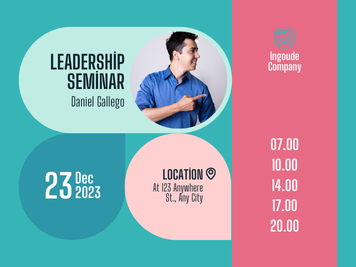 LEADERSHİP
SEMİNAR
Daniel Gallego
23 Dec
2023
LOCATİON
At 123 Anywhere
St., Any City
Ingoude
Company
07.00
10.00
14.00
17.00
20.00